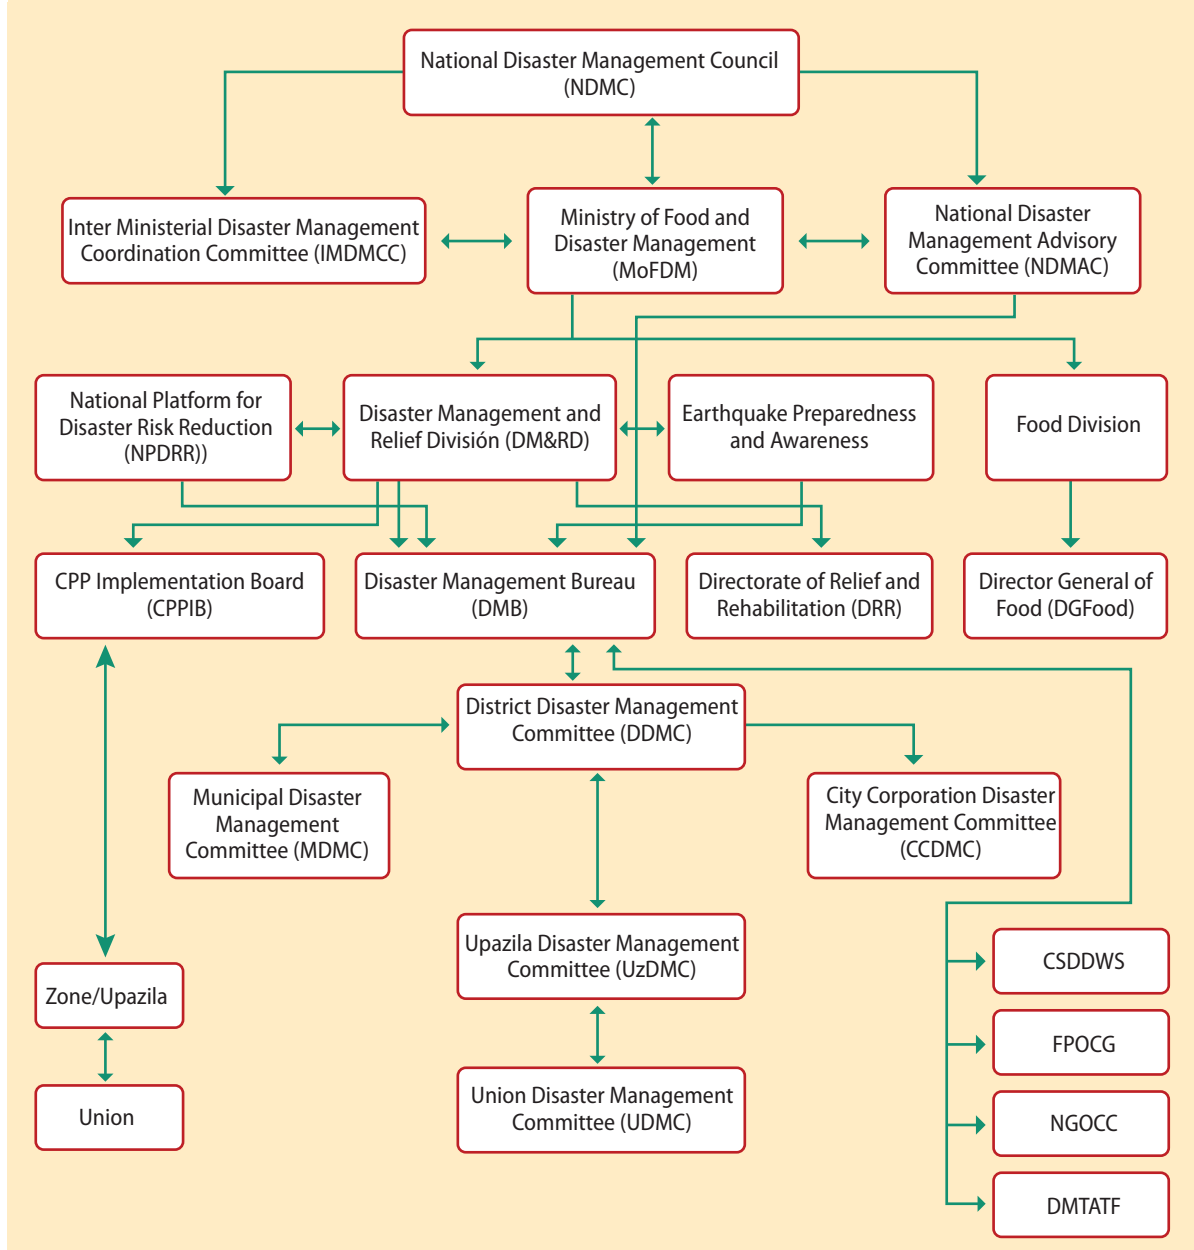 National Disaster Management Council
(NDMC)
Inter Ministerial Disaster Management
Coordination Committee (IMDMCC)
Ministry of Food and
Disaster Management
(MoFDM)
National Disaster
Management Advisory
Committee (NDMAC)
National Platform for
Disaster Risk Reduction
(NPDRR))
Disaster Management and
Relief División (DM&RD)
Earthquake Preparedness
and Awareness
Food Division
CPP Implementation Board
(CPPIB)
Disaster Management Bureau
(DMB)
Directorate of Relief and
Rehabilitation (DRR)
Director General of
Food (DGFood)
District Disaster Management
Committee (DDMC)
Municipal Disaster
Management
Committee (MDMC)
City Corporation Disaster
Management Committee
(CCDMC)
Upazila Disaster Management
Committee (UzDMC)
Zone/Upazila
Union
Union Disaster Management
Committee (UDMC)
CSDDWS
FPOCG
NGOCC
DMTATF